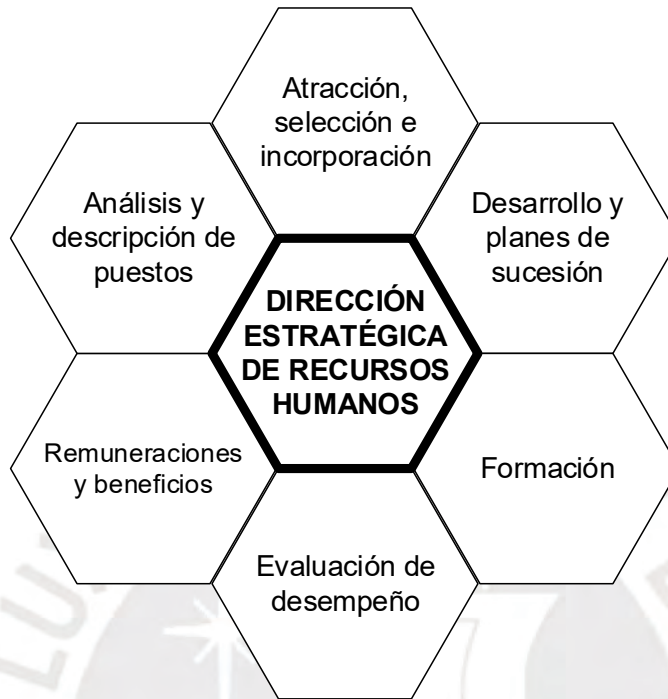 Atracción,
selección e
incorporación
Análisis y
descripción de
puestos
Desarrollo y
planes de
sucesión
DIRECCIÓN
ESTRATÉGICA
DE RECURSOS
HUMANOS
Remuneraciones
y beneficios
Formación
Evaluación de
desempeño